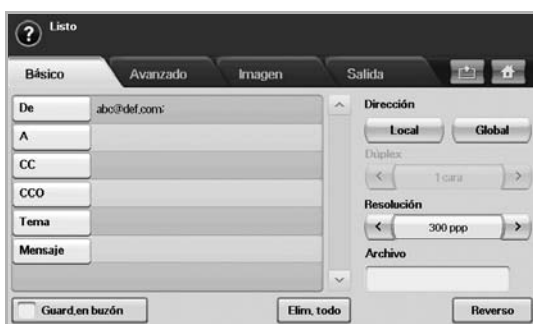 Listo
Básico Avanzado Imagen Salida
De abc@def.com:
A
CC
CCO
Tema
Mensaje
Dirección
Local Global
Dúplex
1 cara
Resolución
300 ppp
Archivo
Guard.en buzón Elim. todo Reverso